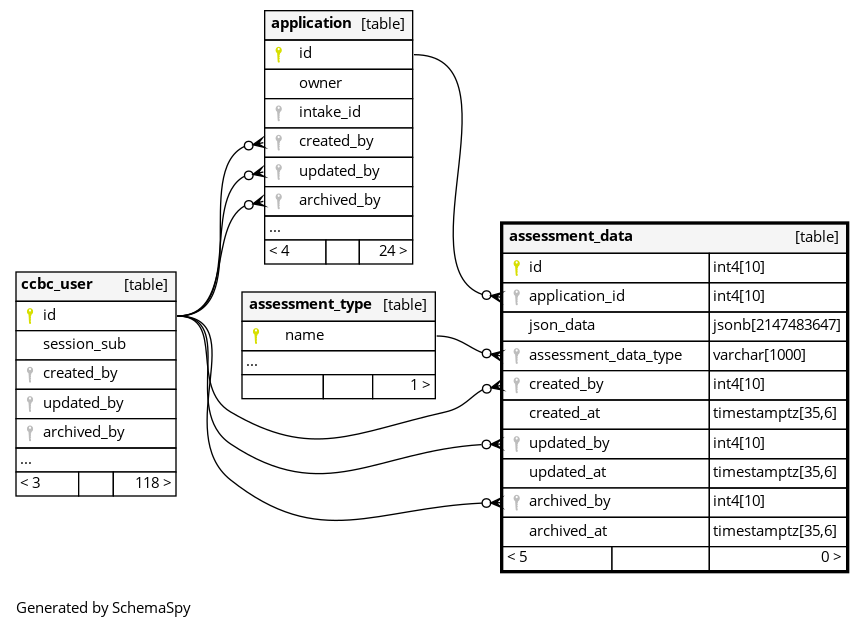 application [table]
id
owner
intake_id
created_by
updated_by
archived_by
...
< 4 24 >
assessment_data [table]
id int4[10]
application_id int4[10]
json_data jsonb[2147483647]
assessment_data_type varchar[1000]
created_by int4[10]
created_at timestamptz[35,6]
updated_by int4[10]
updated_at timestamptz[35,6]
archived_by int4[10]
archived_at timestamptz[35,6]
< 5 0 >
ccbc_user [table]
id
session_sub
created_by
updated_by
archived_by
...
< 3 118 >
assessment_type [table]
name
...
1 >
Generated by SchemaSpy